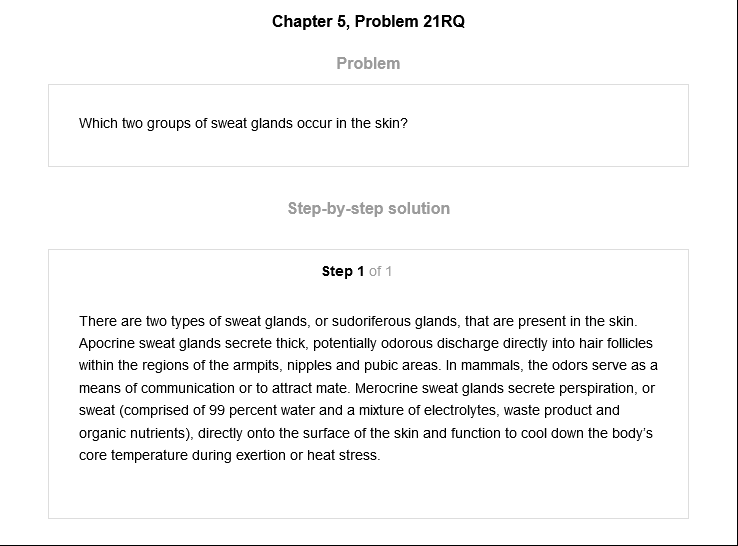 Chapter 5, Problem 21RQ
Problem
Which two groups of sweat glands occur in the skin?
Step-by-step solution
Step 1 of 1
There are two types of sweat glands, or sudoriferous glands, that are present in the skin.
Apocrine sweat glands secrete thick, potentially odorous discharge directly into hair follicles
within the regions of the armpits, nipples and pubic areas. In mammals, the odors serve as a
means of communication or to attract mate. Merocrine sweat glands secrete perspiration, or
sweat (comprised of 99 percent water and a mixture of electrolytes, waste product and
organic nutrients), directly onto the surface of the skin and function to cool down the body’s
core temperature during exertion or heat stress.